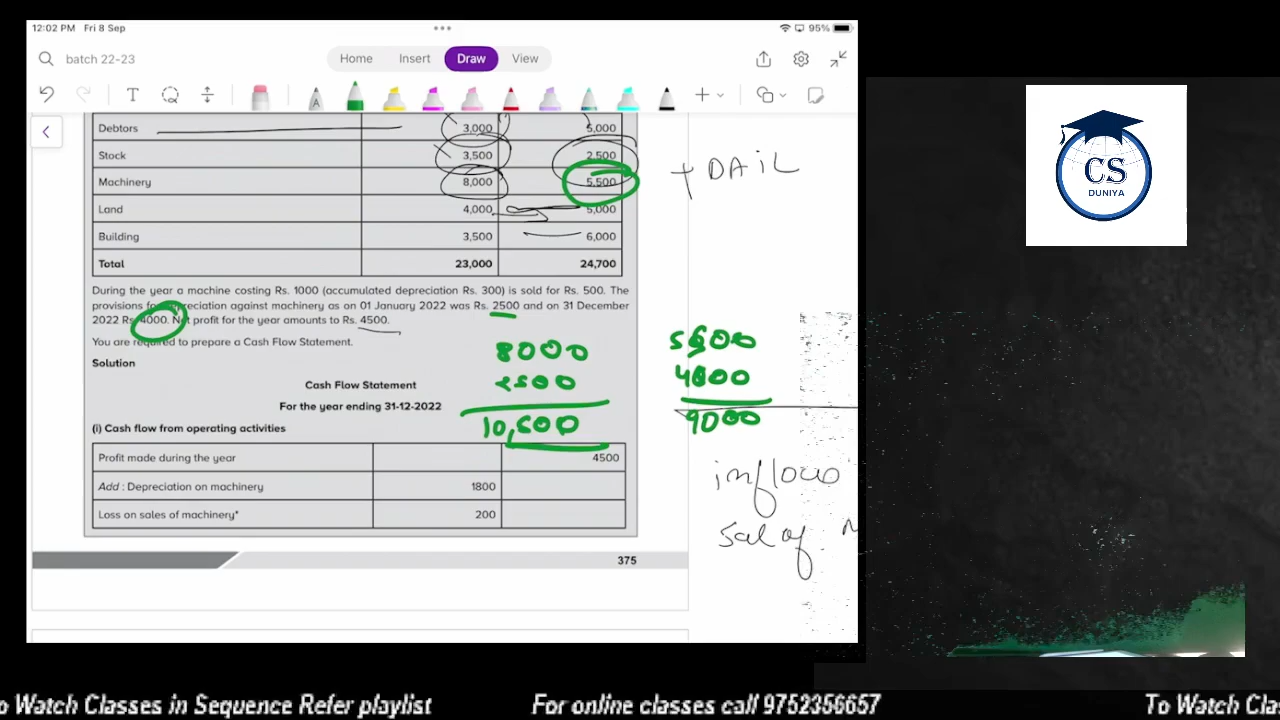 12:02 PM Fri 8 Sep
95%
batch 22-23
Home Insert Draw View
Debtors 3,000 5,000
Stock 3,500 2,500
Machinery 8,000 5,500
Land 4,000 5,000
Building 3,500 6,000
Total 23,000 24,700
+ DAiL
During the year a machine costing Rs. 1000 (accumulated depreciation Rs. 300) is sold for Rs. 500. The
provisions for depreciation against machinery as on 01 January 2022 was Rs. 2500 and on 31 December
2022 Rs 4000. Net profit for the year amounts to Rs. 4500.
You are required to prepare a Cash Flow Statement.
Solution
8000
2500
10,500
5500
4000
9000
Cash Flow Statement
For the year ending 31-12-2022
(i) Cash flow from operating activities
Profit made during the year 4500
Add : Depreciation on machinery 1800
Loss on sales of machinery* 200
inflow
Sal of
375
CS
DUNIYA
o Watch Classes in Sequence Refer playlist For online classes call 9752356657 To Watch Cla